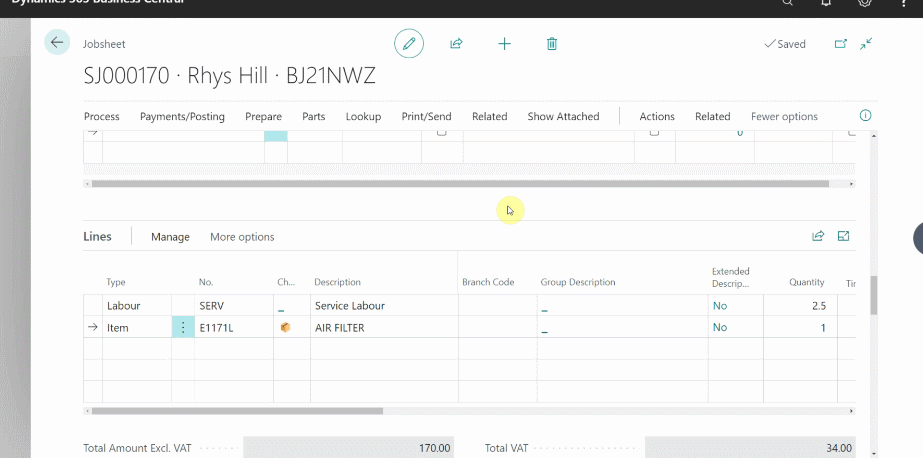 Dynamics 365 Business Central
Jobsheet
Saved
SJ000170 · Rhys Hill · BJ21NWZ
Process Payments/Posting Prepare Parts Lookup Print/Send Related Show Attached Actions Related Fewer options
0
Lines Manage More options
Type No. Ch... Description Branch Code Group Description Extended Descrip... Quantity
Labour SERV _ Service Labour _ No 2.5
Item E1171L AIR FILTER _ No 1
Total Amount Excl. VAT 170.00 Total VAT 34.00